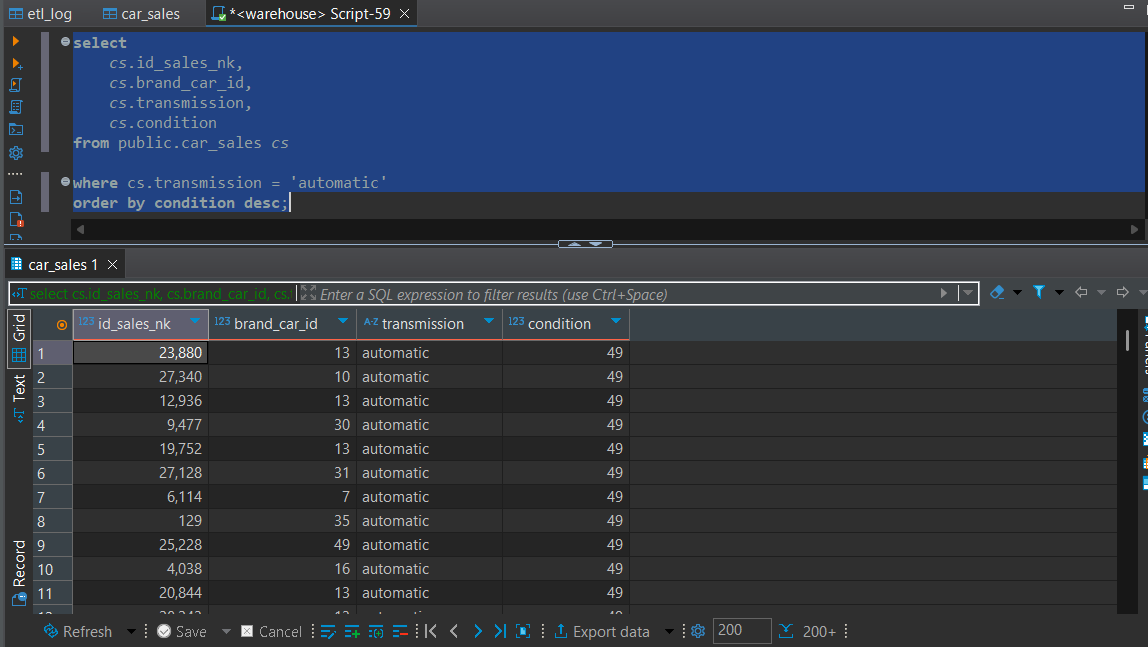 etl_log car_sales *<warehouse> Script-59
select
cs.id_sales_nk,
cs.brand_car_id,
cs.transmission,
cs.condition
from public.car_sales cs
where cs.transmission = 'automatic'
order by condition desc;
car_sales 1
select cs.id_sales_nk, cs.brand_car_id, cs. Enter a SQL expression to filter results (use Ctrl+Space)
Grid
Text
Record
123 id_sales_nk 123 brand_car_id A-Z transmission 123 condition
1 23,880 13 automatic 49
2 27,340 10 automatic 49
3 12,936 13 automatic 49
4 9,477 30 automatic 49
5 19,752 13 automatic 49
6 27,128 31 automatic 49
7 6,114 7 automatic 49
8 129 35 automatic 49
9 25,228 49 automatic 49
10 4,038 16 automatic 49
11 20,844 13 automatic 49
Refresh Save Cancel Export data 200 200+